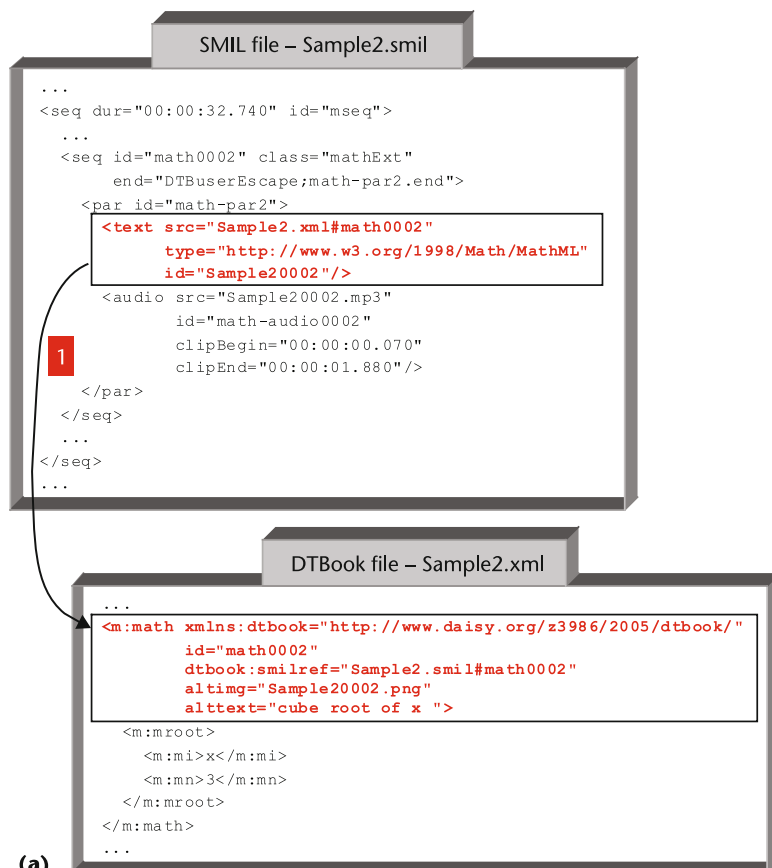 SMIL file – Sample2.smil
...
<seq dur="00:00:32.740" id="mseq">
...
<seq id="math0002" class="mathExt"
end="DTBuserEscape;math-par2.end">
<par id="math-par2">
<text src="Sample2.xml#math0002"
type="http://www.w3.org/1998/Math/MathML"
id="Sample20002"/>
<audio src="Sample20002.mp3"
id="math-audio0002"
clipBegin="00:00:00.070"
clipEnd="00:00:01.880"/>
1
</par>
</seq>
...
</seq>
...
DTBook file – Sample2.xml
...
<m:math xmlns:dtbook="http://www.daisy.org/z3986/2005/dtbook/"
id="math0002"
dtbook:smilref="Sample2.smil#math0002"
altimg="Sample20002.png"
alttext="cube root of x ">
<m:mroot>
<m:mi>x</m:mi>
<m:mn>3</m:mn>
</m:mroot>
</m:math>
...
(a)